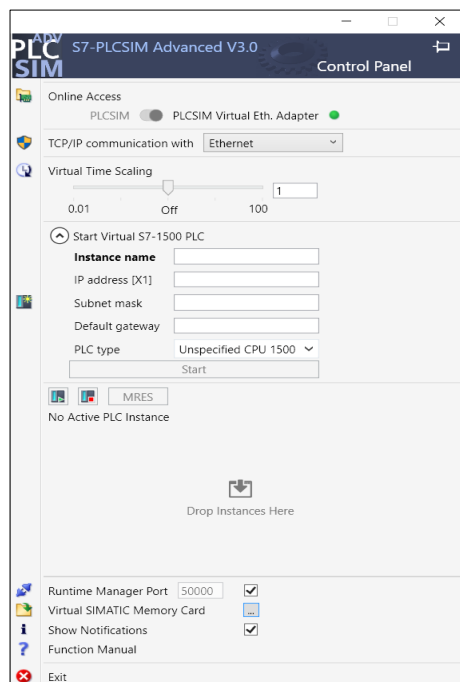 ADV
PLC
SIM
S7-PLCSIM Advanced V3.0
Control Panel
Online Access
PLCSIM PLCSIM Virtual Eth. Adapter
TCP/IP communication with Ethernet
Virtual Time Scaling
1
0.01 Off 100
Start Virtual S7-1500 PLC
Instance name
IP address [X1]
Subnet mask
Default gateway
PLC type Unspecified CPU 1500
Start
MRES
No Active PLC Instance
Drop Instances Here
Runtime Manager Port 50000
Virtual SIMATIC Memory Card ...
Show Notifications
Function Manual
Exit